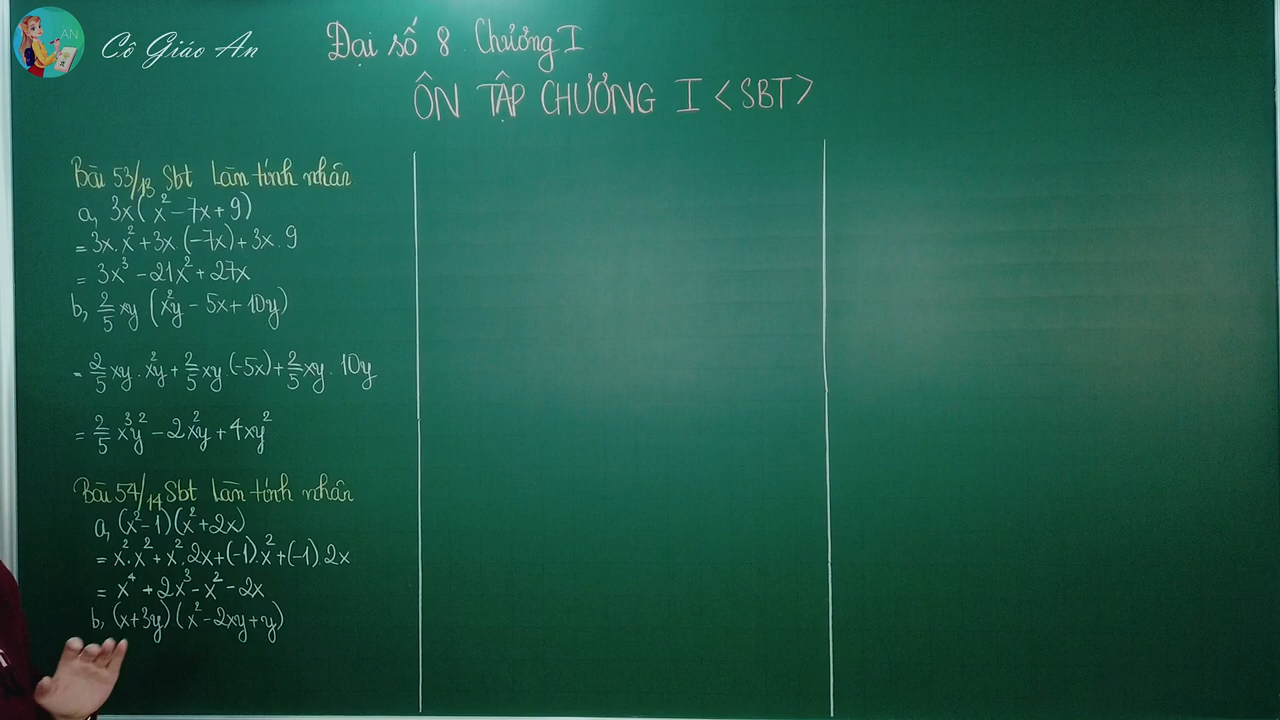 AN
Cô Giáo An
Đại số 8 Chương I
ÔN TẬP CHƯƠNG I <SBT>
Bài 53/13 Sbt Làm tính nhân
a, 3x(x²-7x+9)
= 3x.x²+3x.(-7x)+3x.9
= 3x³-21x²+27x
b, 2/5 xy (x²y-5x+10y)
= 2/5 xy.x²y + 2/5 xy.(-5x)+ 2/5 xy.10y
= 2/5 x³y²-2x²y+4xy²
Bài 54/14 Sbt Làm tính nhân
a, (x²-1)(x²+2x)
= x².x²+x².2x+(-1).x²+(-1).2x
= x⁴+2x³-x²-2x
b, (x+3y)(x²-2xy+y)